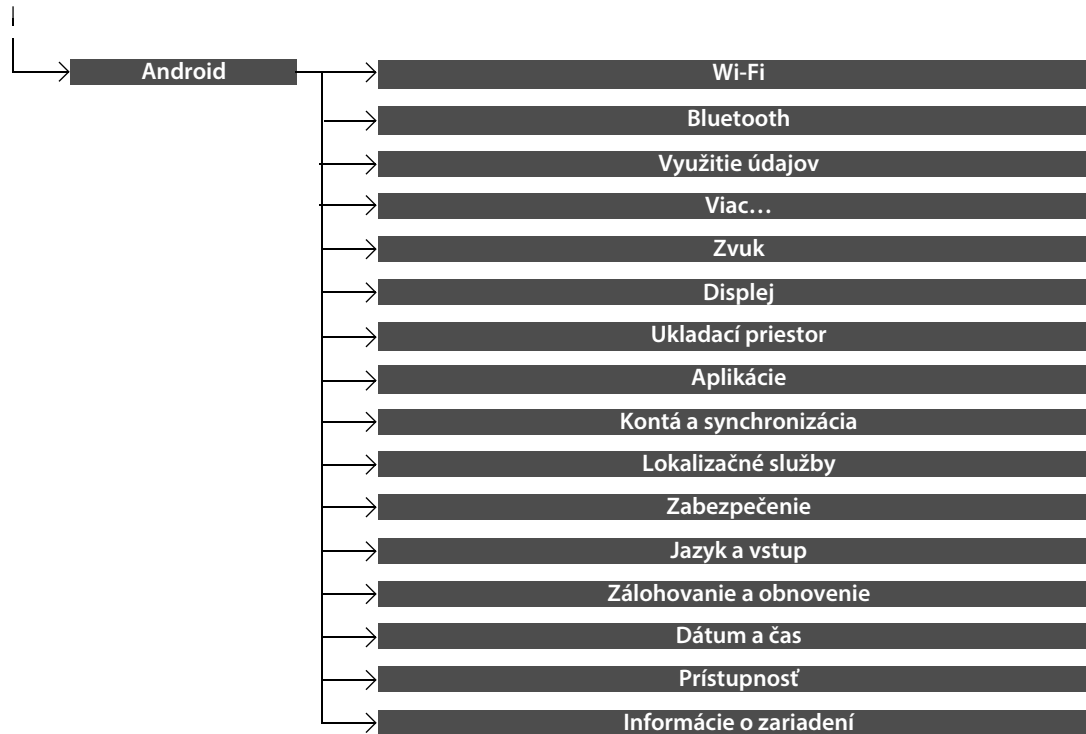 Android
Wi-Fi
Bluetooth
Využitie údajov
Viac…
Zvuk
Displej
Ukladací priestor
Aplikácie
Kontá a synchronizácia
Lokalizačné služby
Zabezpečenie
Jazyk a vstup
Zálohovanie a obnovenie
Dátum a čas
Prístupnosť
Informácie o zariadení